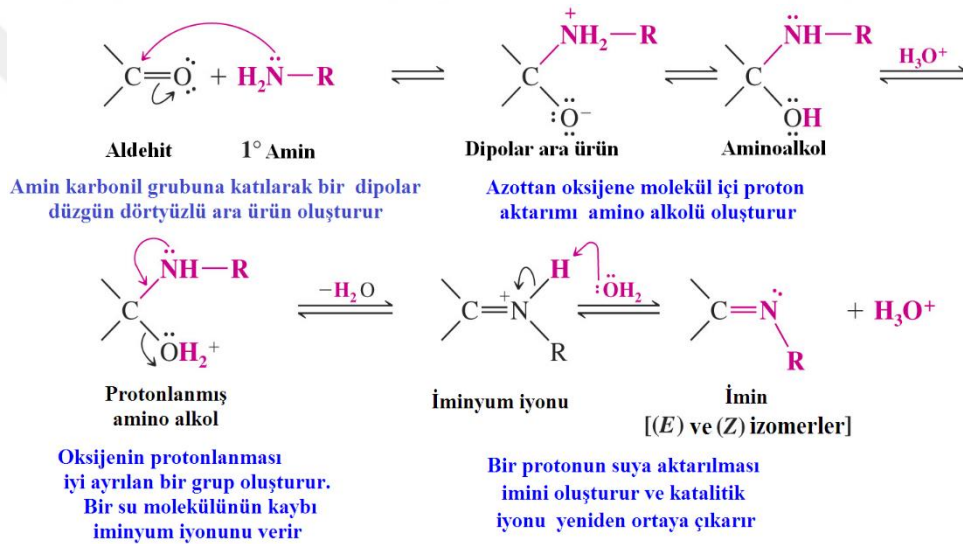 C=O: + H2N—R ⇌ NH2—R ⇌ NH—R H3O+
C :O:− C OH
Aldehit 1° Amin Dipolar ara ürün Aminoalkol
Amin karbonil grubuna katılarak bir dipolar
düzgün dörtyüzlü ara ürün oluşturur
Azottan oksijene molekül içi proton
aktarımı amino alkolü oluşturur
NH—R −H2O H :OH2
C C=N+ C=N: + H3O+
OH2+ R R
Protonlanmış
amino alkol
İminyum iyonu
İmin
[(E) ve (Z) izomerler]
Oksijenin protonlanması
iyi ayrılan bir grup oluşturur.
Bir su molekülünün kaybı
iminyum iyonunu verir
Bir protonun suya aktarılması
imini oluşturur ve katalitik
iyonu yeniden ortaya çıkarır